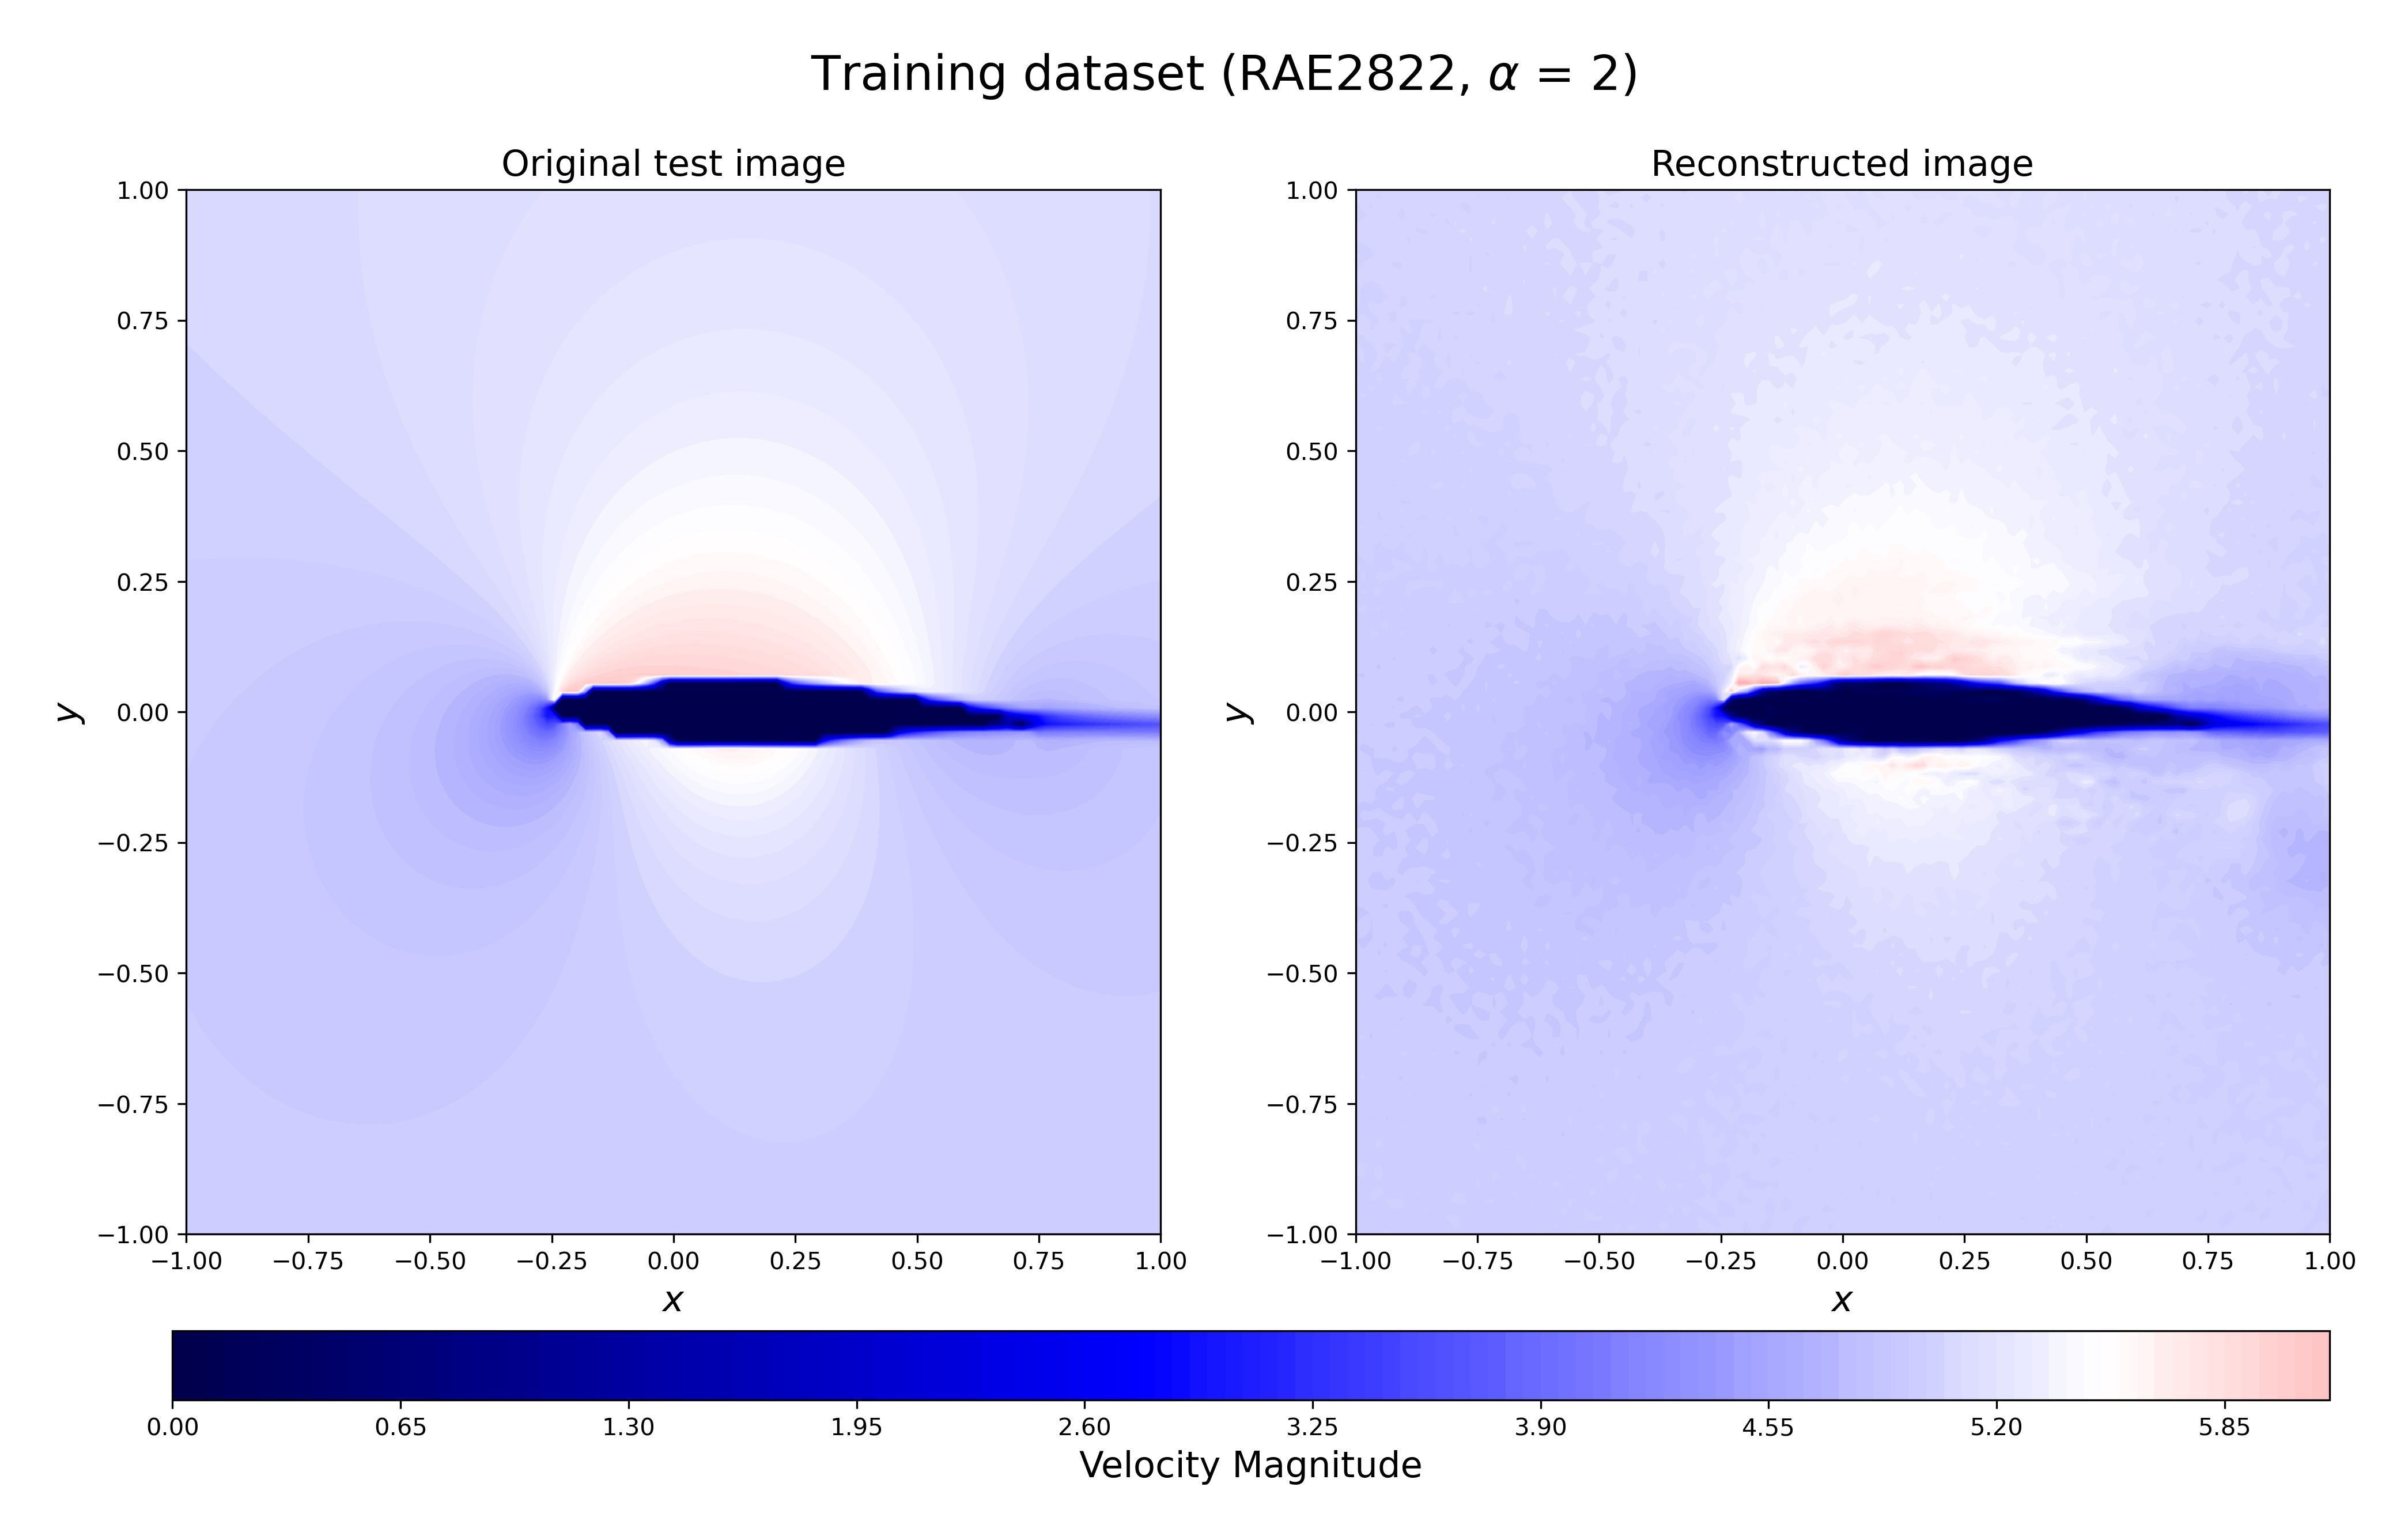 Training dataset (RAE2822, α = 2)
Original test image
Reconstructed image
1.00
0.75
0.50
0.25
0.00
−0.25
−0.50
−0.75
−1.00
y
−1.00 −0.75 −0.50 −0.25 0.00 0.25 0.50 0.75 1.00
x
1.00
0.75
0.50
0.25
0.00
−0.25
−0.50
−0.75
−1.00
y
−1.00 −0.75 −0.50 −0.25 0.00 0.25 0.50 0.75 1.00
x
0.00 0.65 1.30 1.95 2.60 3.25 3.90 4.55 5.20 5.85
Velocity Magnitude